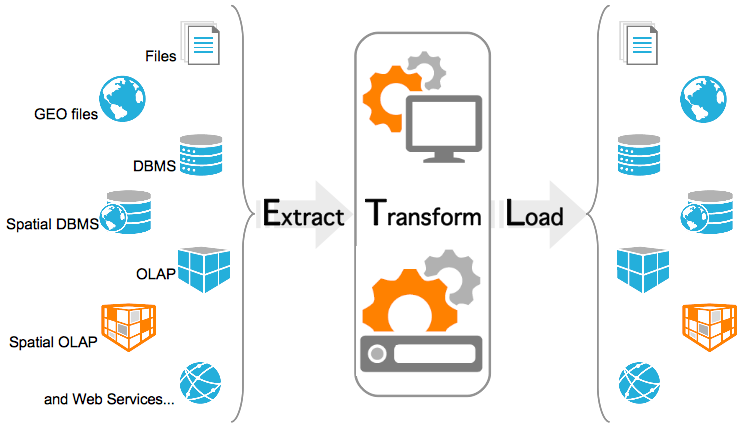 Files
GEO files
DBMS
Spatial DBMS
OLAP
Spatial OLAP
and Web Services...
Extract
Transform
Load